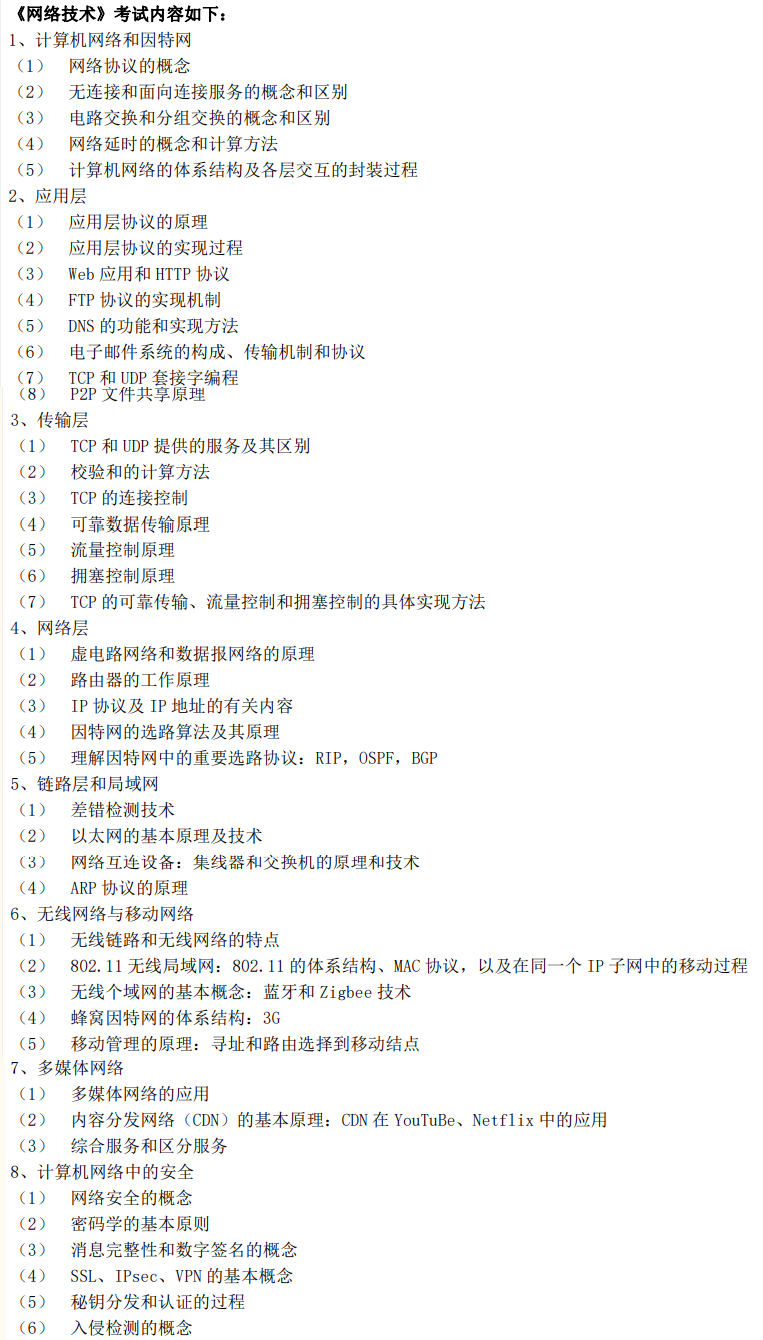 《网络技术》考试内容如下：
1、计算机网络和因特网
（1） 网络协议的概念
（2） 无连接和面向连接服务的概念和区别
（3） 电路交换和分组交换的概念和区别
（4） 网络延时的概念和计算方法
（5） 计算机网络的体系结构及各层交互的封装过程
2、应用层
（1） 应用层协议的原理
（2） 应用层协议的实现过程
（3） Web 应用和 HTTP 协议
（4） FTP 协议的实现机制
（5） DNS 的功能和实现方法
（6） 电子邮件系统的构成、传输机制和协议
（7） TCP 和 UDP 套接字编程
（8） P2P 文件共享原理
3、传输层
（1） TCP 和 UDP 提供的服务及其区别
（2） 校验和的计算方法
（3） TCP 的连接控制
（4） 可靠数据传输原理
（5） 流量控制原理
（6） 拥塞控制原理
（7） TCP 的可靠传输、流量控制和拥塞控制的具体实现方法
4、网络层
（1） 虚电路网络和数据报网络的原理
（2） 路由器的工作原理
（3） IP 协议及 IP 地址的有关内容
（4） 因特网的选路算法及其原理
（5） 理解因特网中的重要选路协议：RIP，OSPF，BGP
5、链路层和局域网
（1） 差错检测技术
（2） 以太网的基本原理及技术
（3） 网络互连设备：集线器和交换机的原理和技术
（4） ARP 协议的原理
6、无线网络与移动网络
（1） 无线链路和无线网络的特点
（2） 802.11 无线局域网：802.11 的体系结构、MAC 协议，以及在同一个 IP 子网中的移动过程
（3） 无线个域网的基本概念：蓝牙和 Zigbee 技术
（4） 蜂窝因特网的体系结构：3G
（5） 移动管理的原理：寻址和路由选择到移动结点
7、多媒体网络
（1） 多媒体网络的应用
（2） 内容分发网络（CDN）的基本原理：CDN 在 YouTuBe、Netflix 中的应用
（3） 综合服务和区分服务
8、计算机网络中的安全
（1） 网络安全的概念
（2） 密码学的基本原则
（3） 消息完整性和数字签名的概念
（4） SSL、IPsec、VPN 的基本概念
（5） 秘钥分发和认证的过程
（6） 入侵检测的概念